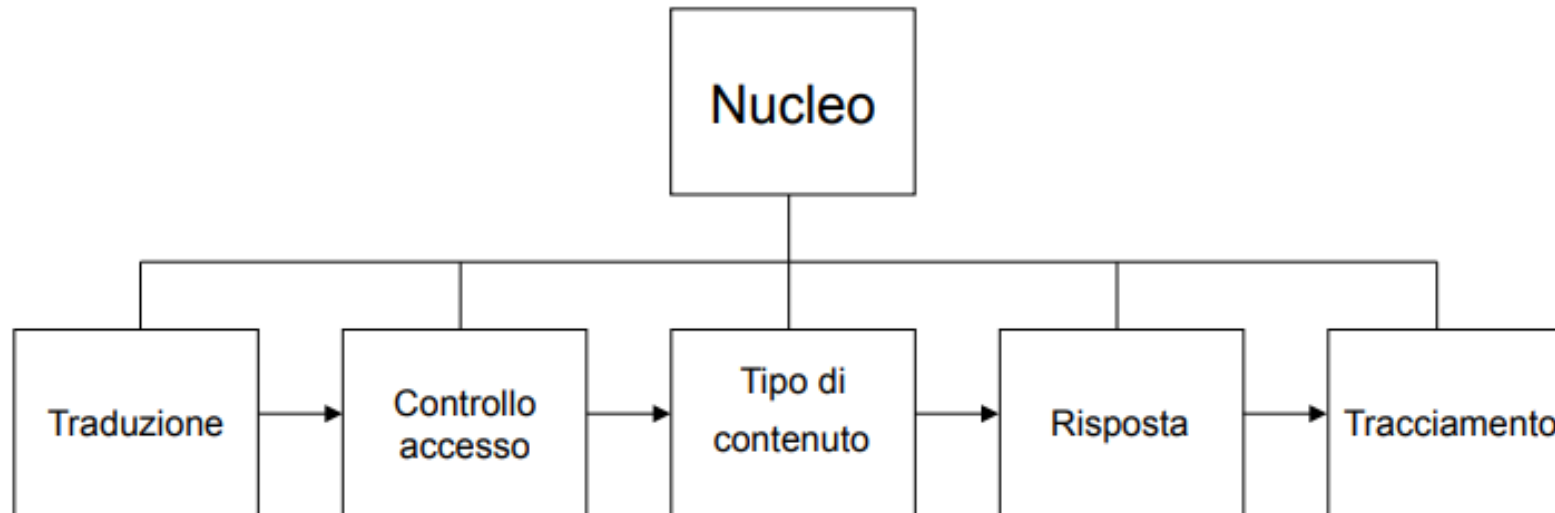 Nucleo
Traduzione
Controllo
accesso
Tipo di
contenuto
Risposta
Tracciamento